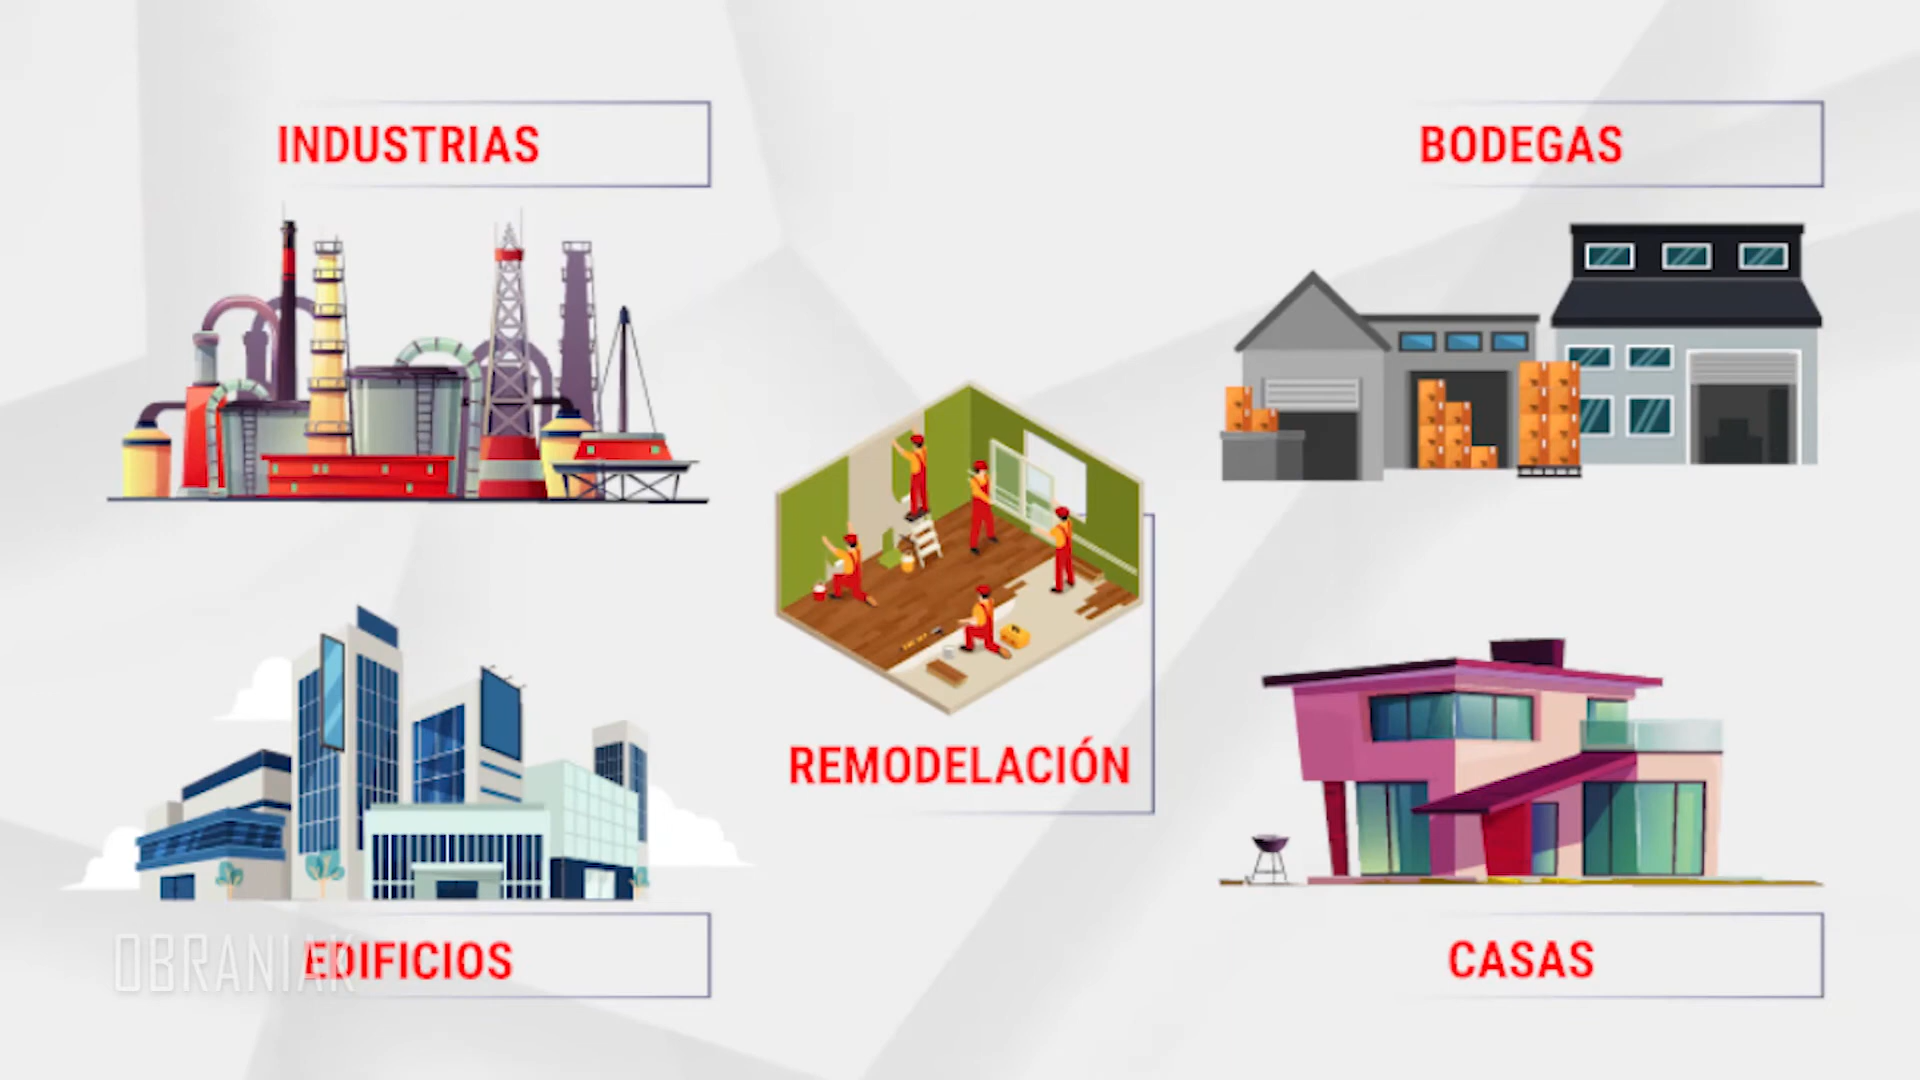 INDUSTRIAS
BODEGAS
REMODELACIÓN
EDIFICIOS
CASAS
OBRANIAK